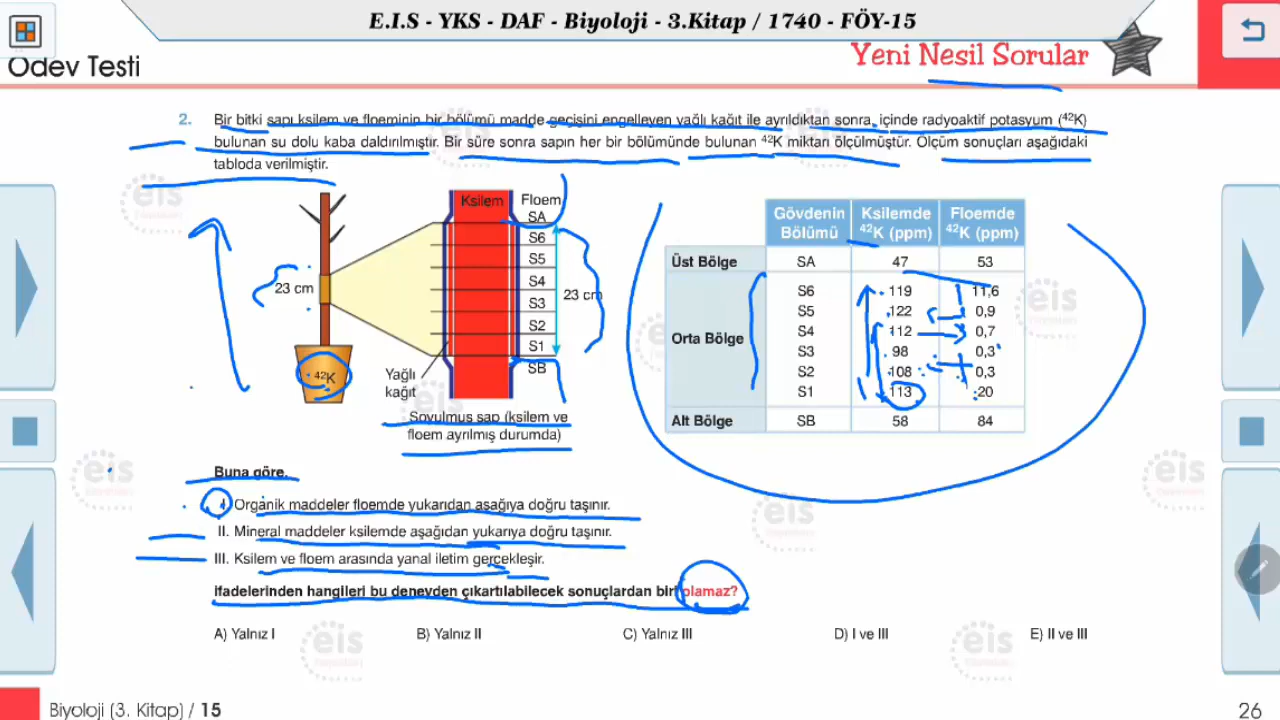 E.I.S - YKS - DAF - Biyoloji - 3.Kitap / 1740 - FÖY-15
Ödev Testi
Yeni Nesil Sorular
2. Bir bitki sapı ksilem ve floeminin bir bölümü madde geçişini engelleyen yağlı kağıt ile ayrıldıktan sonra, içinde radyoaktif potasyum (⁴²K)
bulunan su dolu kaba daldırılmıştır. Bir süre sonra sapın her bir bölümünde bulunan ⁴²K miktarı ölçülmüştür. Ölçüm sonuçları aşağıdaki
tabloda verilmiştir.
23 cm
⁴²K
Ksilem
Floem
SA
S6
S5
S4
S3
S2
S1
SB
23 cm
Yağlı
kağıt
Soyulmuş sap (ksilem ve
floem ayrılmış durumda)
Gövdenin Bölümü Ksilemde ⁴²K (ppm) Floemde ⁴²K (ppm)
Üst Bölge SA 47 53
S6 119 11,6
S5 122 0,9
S4 112 0,7
Orta Bölge
S3 98 0,3
S2 108 0,3
S1 113 20
Alt Bölge SB 58 84
Buna göre,
I. Organik maddeler floemde yukarıdan aşağıya doğru taşınır.
II. Mineral maddeler ksilemde aşağıdan yukarıya doğru taşınır.
III. Ksilem ve floem arasında yanal iletim gerçekleşir.
ifadelerinden hangileri bu deneyden çıkartılabilecek sonuçlardan biri olamaz?
A) Yalnız I B) Yalnız II C) Yalnız III D) I ve III E) II ve III
Biyoloji (3. Kitap) / 15
26
eis